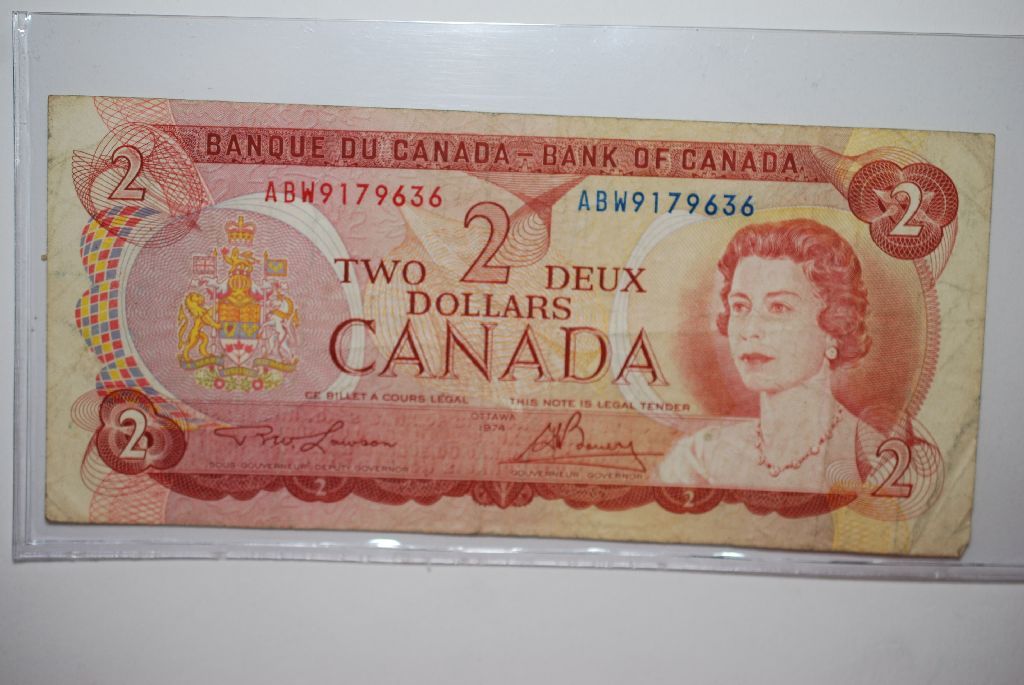 BANQUE DU CANADA – BANK OF CANADA
2
2
ABW9179636
ABW9179636
2
TWO DEUX
DOLLARS
CANADA
CE BILLET A COURS LÉGAL THIS NOTE IS LEGAL TENDER
OTTAWA
1974
2
2
SOUS-GOUVERNEUR DEPUTY GOVERNOR
GOUVERNEUR GOVERNOR
2
2